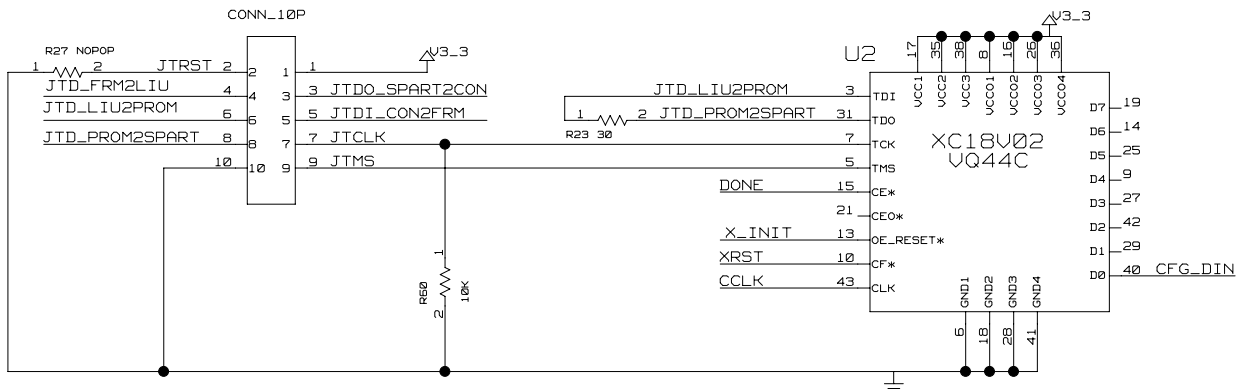 CONN_10P
V3_3
R27 NOPOP
1 2 JTRST 2 2 1 1
V3_3
JTD_FRM2LIU 4 4 3 3 JTDO_SPART2CON
JTD_LIU2PROM 6 6 5 5 JTDI_CON2FRM
JTD_PROM2SPART 8 8 7 7 JTCLK
10 10 9 9 JTMS
1
R60
10K
2
U2
17 35 38 8 16 26 36
VCC1 VCC2 VCC3 VCCO1 VCCO2 VCCO3 VCCO4
JTD_LIU2PROM 3 TDI
1 2 JTD_PROM2SPART 31 TDO
R23 30
7 TCK
5 TMS
DONE 15 CE*
21 CEO*
X_INIT 13 OE_RESET*
XRST 10 CF*
CCLK 43 CLK
XC18V02
VQ44C
D7 19
D6 14
D5 25
D4 9
D3 27
D2 42
D1 29
D0 40 CFG_DIN
GND1 GND2 GND3 GND4
6 18 28 41